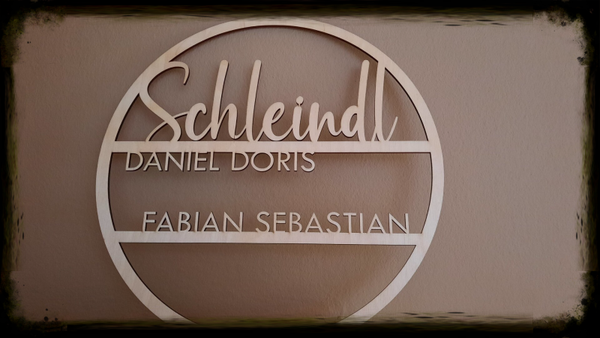 Schleindl
DANIEL DORIS
FABIAN SEBASTIAN